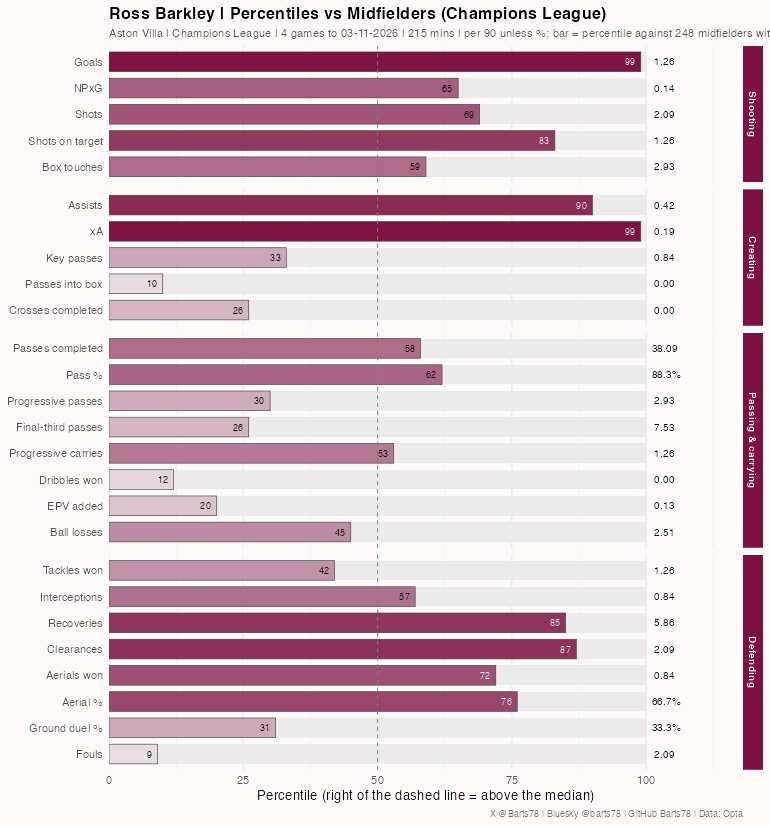 Ross Barkley | Percentiles vs Midfielders (Champions League)
Aston Villa | Champions League | 4 games to 03-11-2026 | 215 mins | per 90 unless %; bar = percentile against 248 midfielders wit
Goals 99 1.26
NPxG 65 0.14
Shots 69 2.09
Shots on target 83 1.26
Box touches 59 2.93
Shooting
Assists 90 0.42
xA 99 0.19
Key passes 33 0.84
Passes into box 10 0.00
Crosses completed 26 0.00
Creating
Passes completed 58 38.09
Pass % 62 88.3%
Progressive passes 30 2.93
Final-third passes 26 7.53
Progressive carries 53 1.26
Dribbles won 12 0.00
EPV added 20 0.13
Ball losses 45 2.51
Passing & carrying
Tackles won 42 1.26
Interceptions 57 0.84
Recoveries 85 5.86
Clearances 87 2.09
Aerials won 72 0.84
Aerial % 76 66.7%
Ground duel % 31 33.3%
Fouls 9 2.09
Defending
0 25 50 75 100
Percentile (right of the dashed line = above the median)
X @Barts78 | Bluesky @barts78 | GitHub Barts78 | Data: Opta